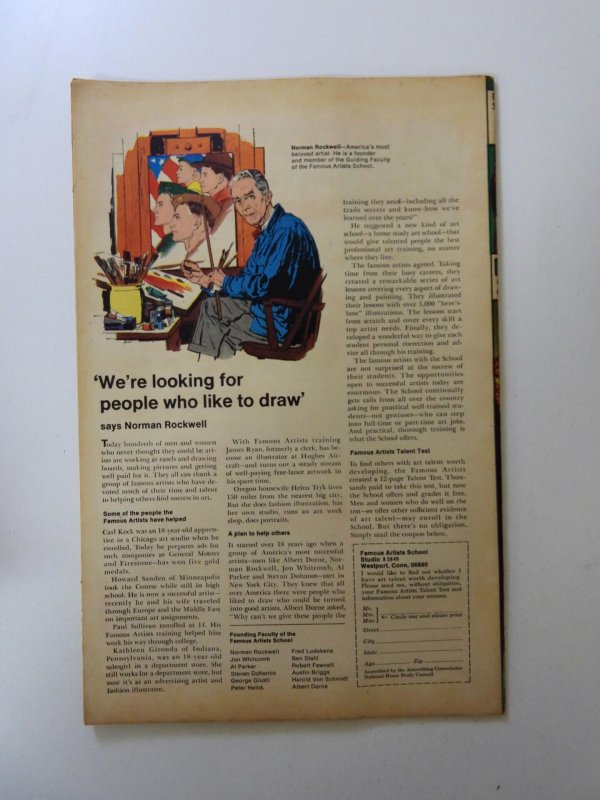 Norman Rockwell—America's most
beloved artist. He is a founder
and member of the Guiding Faculty
of the Famous Artists School.
'We're looking for
people who like to draw'
says Norman Rockwell
Today hundreds of men and women
who never thought they could be art-
ists are working at easels and drawing
boards, making pictures and getting
well paid for it. They all can thank a
group of famous artists who have de-
voted much of their time and talent
to helping others find success in art.
Some of the people the
Famous Artists have helped
Carl Kock was an 18-year-old appren-
tice in a Chicago art studio when he
enrolled. Today he prepares ads for
such companies as General Motors
and Firestone—has won five gold
medals.
Howard Sanden of Minneapolis
took the Course while still in high
school. He is now a successful artist—
recently he and his wife traveled
through Europe and the Middle East
on important art assignments.
Paul Sullivan enrolled at 14. His
Famous Artists training helped him
work his way through college.
Kathleen Gironda of Indiana,
Pennsylvania, was an 18-year-old
salesgirl in a department store. She
still works for a department store, but
now it's as an advertising artist and
fashion illustrator.
With Famous Artists training
James Ryan, formerly a clerk, has be-
come an illustrator at Hughes Air-
craft—and turns out a steady stream
of well-paying free-lance artwork in
his spare time.
Oregon housewife Helen Tryk lives
150 miles from the nearest big city.
But she does fashion illustration, has
her own studio, runs an art work
shop, does portraits.
A plan to help others
It started over 18 years ago when a
group of America's most successful
artists—men like Albert Dorne, Nor-
man Rockwell, Jon Whitcomb, Al
Parker and Stevan Dohanos—met in
New York City. They knew that all
over America there were people who
liked to draw who could be turned
into good artists. Albert Dorne asked,
"Why can't we give these people the
Founding Faculty of the
Famous Artists School
Norman Rockwell
Jon Whitcomb
Al Parker
Stevan Dohanos
George Giusti
Peter Helck
Fred Ludekens
Ben Stahl
Robert Fawcett
Austin Briggs
Harold Von Schmidt
Albert Dorne
training they need—including all the
trade secrets and know-how we've
learned over the years?"
He suggested a new kind of art
school—a home study art school—that
would give talented people the best
professional art training, no matter
where they live.
The famous artists agreed. Taking
time from their busy careers, they
created a remarkable series of art
lessons covering every aspect of draw-
ing and painting. They illustrated
their lessons with over 5,000 "here's-
how" illustrations. The lessons start
from scratch and cover every skill a
top artist needs. Finally, they de-
veloped a wonderful way to give each
student personal correction and ad-
vice all through his training.
The famous artists with the School
are not surprised at the success of
their students. The opportunities
open to successful artists today are
enormous. The School continually
gets calls from all over the country
asking for practical well-trained stu-
dents—not geniuses—who can step
into full-time or part-time art jobs.
And practical, thorough training is
what the School offers.
Famous Artists Talent Test
To find others with art talent worth
developing, the Famous Artists
created a 12-page Talent Test. Thou-
sands paid to take this test, but now
the School offers and grades it free.
Men and women who do well on the
test—or offer other sufficient evidence
of art talent—may enroll in the
School. But there's no obligation.
Simply mail the coupon below.
Famous Artists School
Studio
Westport, Conn. 06880
I would like to find out whether I
have art talent worth developing.
Please send me, without obligation,
your Famous Artists Talent Test and
information about your courses.
Mr.
Mrs. Circle one and please print
Miss
Street
City
State
Age Zip
Accredited by the Accrediting Commission,
National Home Study Council